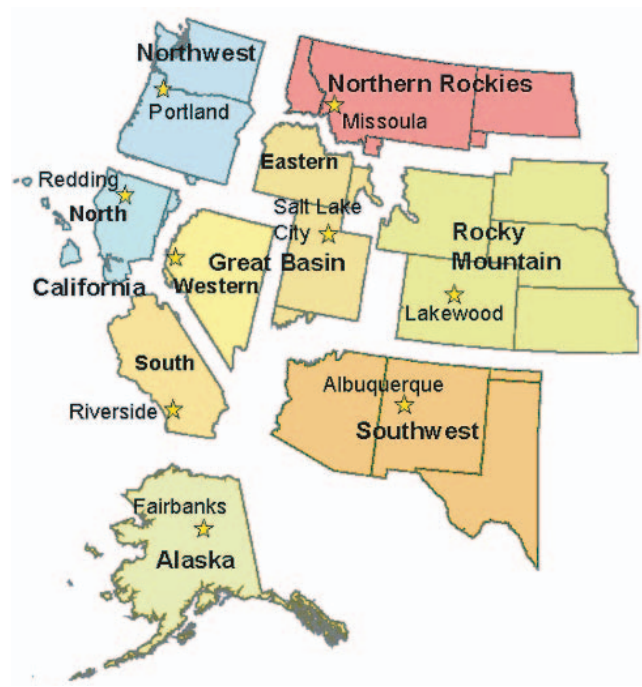 Northwest
Portland
Northern Rockies
Missoula
Redding
North
California
Eastern
Salt Lake
City
Great Basin
Western
Rocky
Mountain
Lakewood
South
Riverside
Albuquerque
Southwest
Fairbanks
Alaska